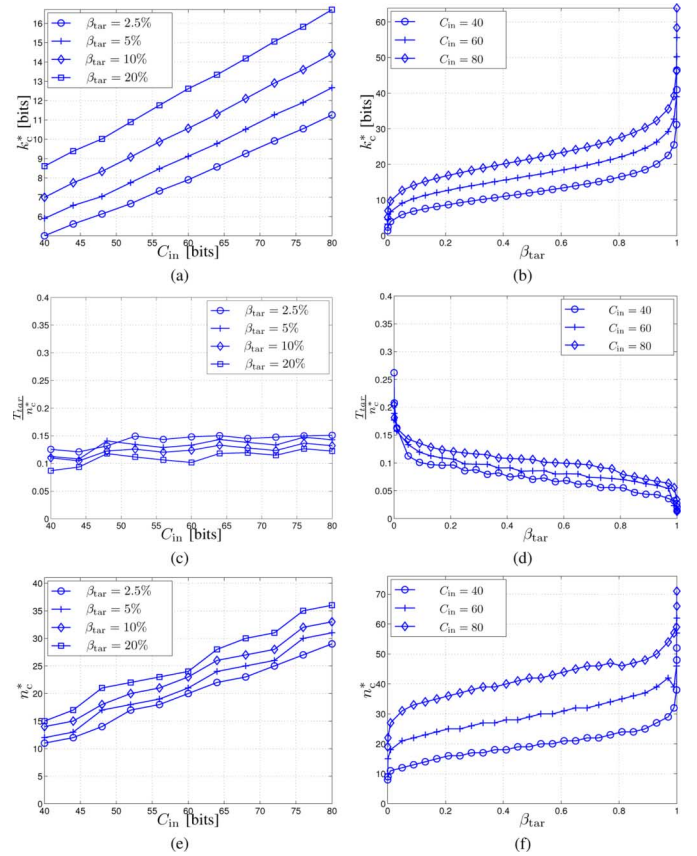 16
15
14
13
12
11
10
9
8
7
6
k*c [bits]
βtar = 2.5%
βtar = 5%
βtar = 10%
βtar = 20%
40 45 50 55 60 65 70 75 80
Cin [bits]
(a)
60
50
40
30
20
10
0
k*c [bits]
Cin = 40
Cin = 60
Cin = 80
0 0.2 0.4 0.6 0.8 1
βtar
(b)
0.4
0.35
0.3
0.25
0.2
0.15
0.1
0.05
0
Ttar/n*c
βtar = 2.5%
βtar = 5%
βtar = 10%
βtar = 20%
40 45 50 55 60 65 70 75 80
Cin [bits]
(c)
0.4
0.35
0.3
0.25
0.2
0.15
0.1
0.05
0
Ttar/n*c
Cin = 40
Cin = 60
Cin = 80
0 0.2 0.4 0.6 0.8 1
βtar
(d)
40
35
30
25
20
15
10
5
0
n*c
βtar = 2.5%
βtar = 5%
βtar = 10%
βtar = 20%
40 45 50 55 60 65 70 75 80
Cin [bits]
(e)
70
60
50
40
30
20
10
0
n*c
Cin = 40
Cin = 60
Cin = 80
0 0.2 0.4 0.6 0.8 1
βtar
(f)